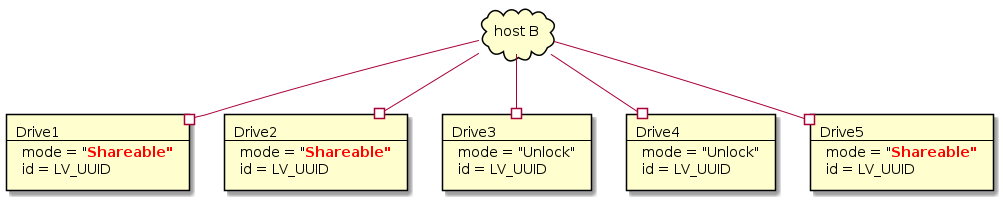 host B
Drive1
mode = "Shareable"
id = LV_UUID
Drive2
mode = "Shareable"
id = LV_UUID
Drive3
mode = "Unlock"
id = LV_UUID
Drive4
mode = "Unlock"
id = LV_UUID
Drive5
mode = "Shareable"
id = LV_UUID